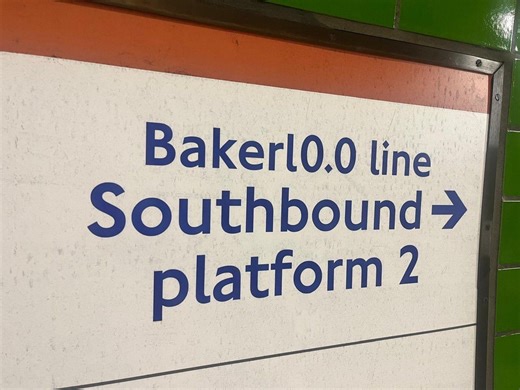 Bakerl0.0 line
Southbound →
platform 2